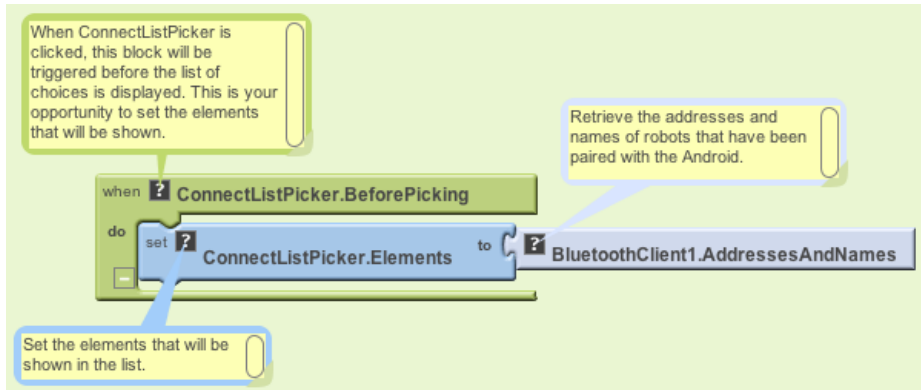 When ConnectListPicker is
clicked, this block will be
triggered before the list of
choices is displayed. This is your
opportunity to set the elements
that will be shown.
Retrieve the addresses and
names of robots that have been
paired with the Android.
when ? ConnectListPicker.BeforePicking
do
set ? ConnectListPicker.Elements to ? BluetoothClient1.AddressesAndNames
Set the elements that will be
shown in the list.